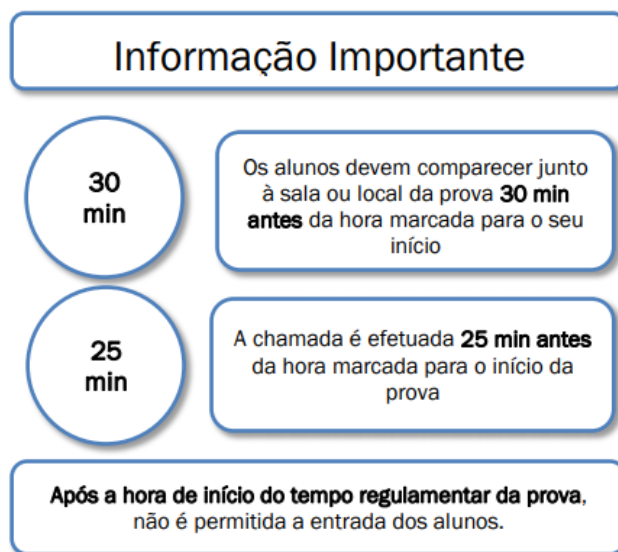 Informação Importante
30
min
Os alunos devem comparecer junto
à sala ou local da prova 30 min
antes da hora marcada para o seu
início
25
min
A chamada é efetuada 25 min antes
da hora marcada para o início da
prova
Após a hora de início do tempo regulamentar da prova,
não é permitida a entrada dos alunos.